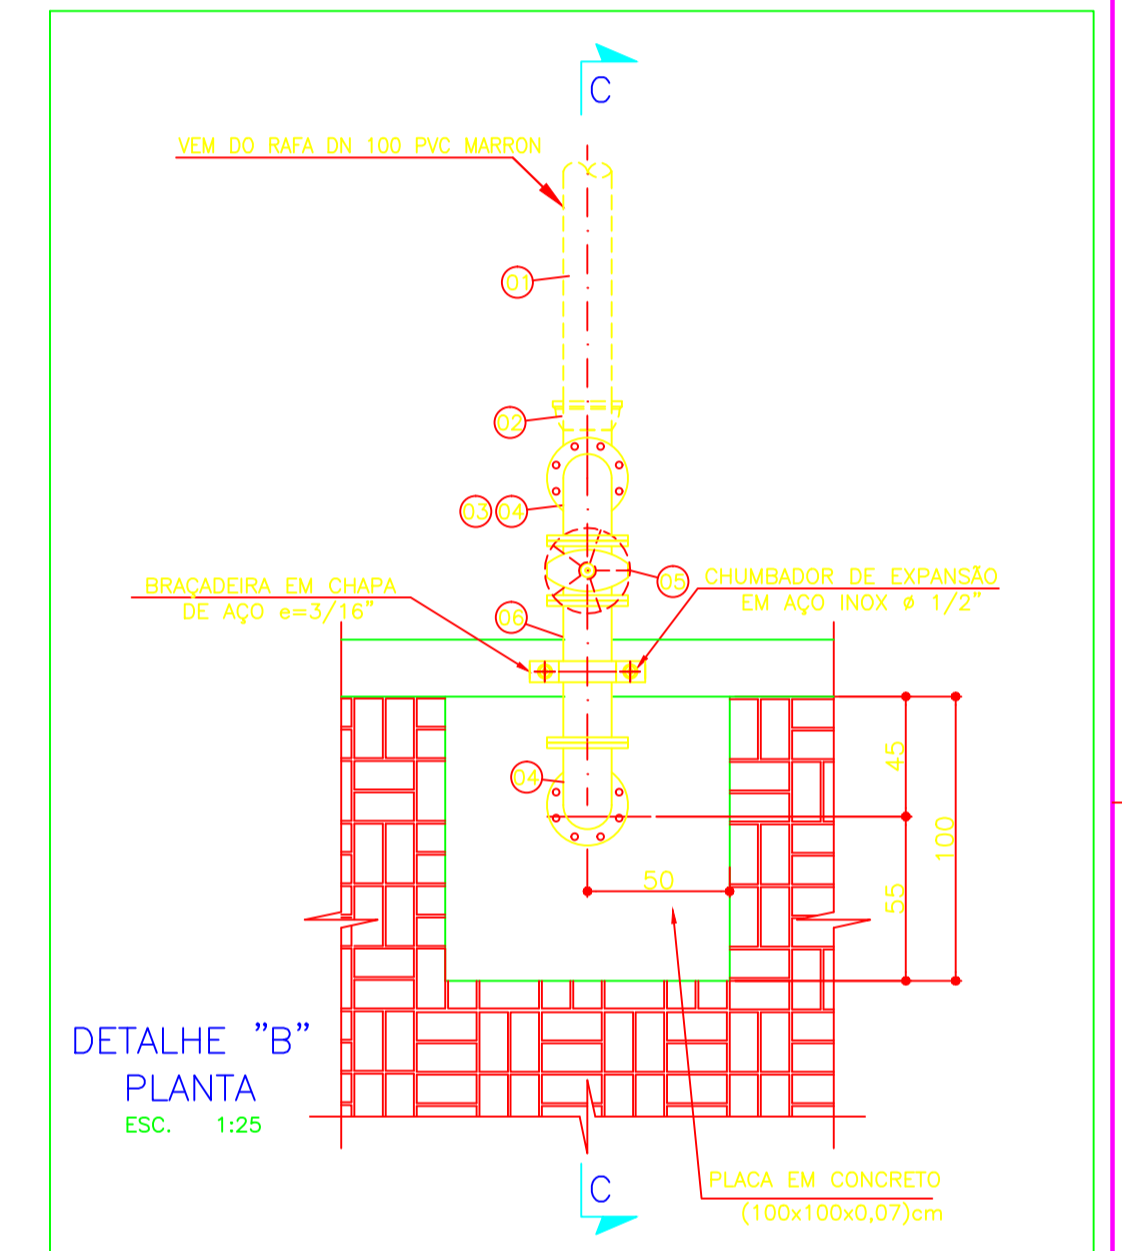 C
VEM DO RAFA DN 100 PVC MARRON
01
02
03 04
05
BRAÇADEIRA EM CHAPA
DE AÇO e=3/16"
CHUMBADOR DE EXPANSÃO
EM AÇO INOX ø 1/2"
06
45
04
100
50
55
DETALHE "B"
PLANTA
ESC. 1:25
PLACA EM CONCRETO
(100x100x0,07)cm
C